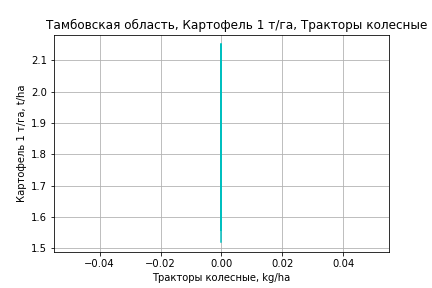 Тамбовская область, Картофель 1 т/га, Тракторы колесные
2.1
2.0
1.9
1.8
1.7
1.6
1.5
Картофель 1 т/га, t/ha
−0.04 −0.02 0.00 0.02 0.04
Тракторы колесные, kg/ha